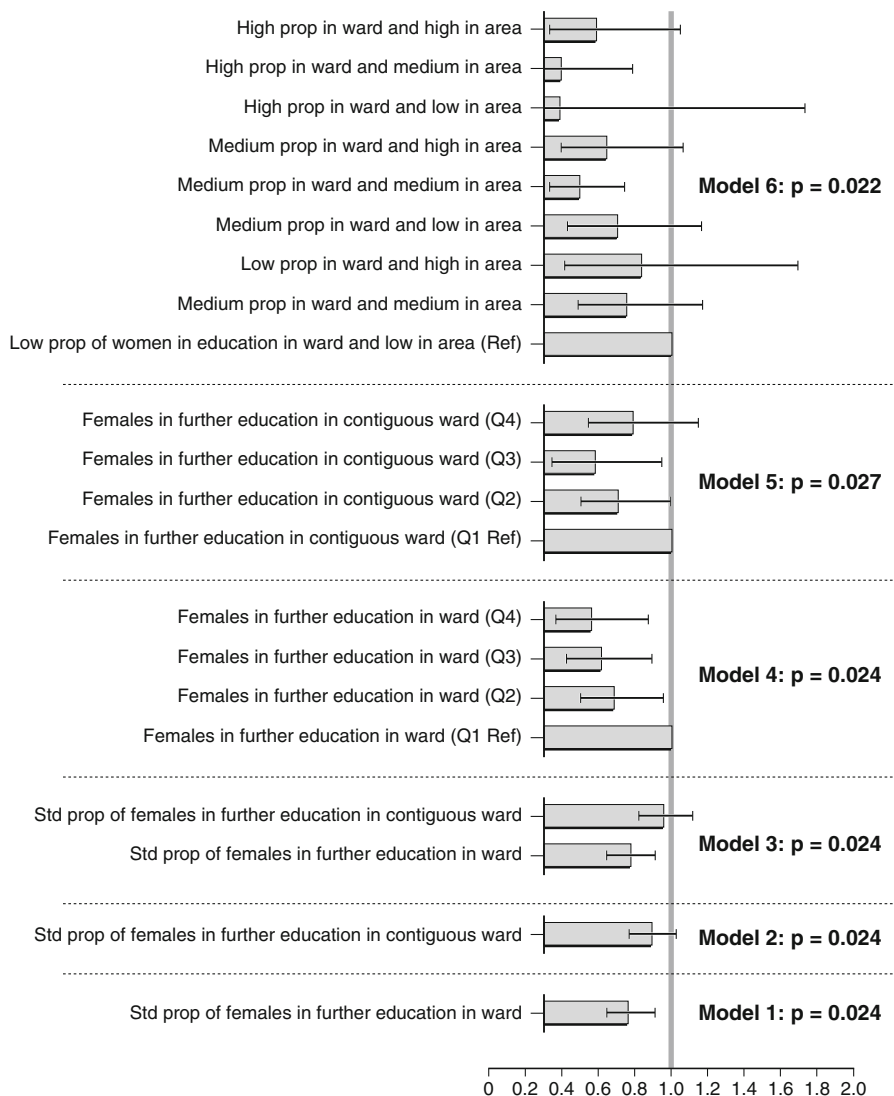 High prop in ward and high in area
High prop in ward and medium in area
High prop in ward and low in area
Medium prop in ward and high in area
Medium prop in ward and medium in area
Model 6: p = 0.022
Medium prop in ward and low in area
Low prop in ward and high in area
Medium prop in ward and medium in area
Low prop of women in education in ward and low in area (Ref)
Females in further education in contiguous ward (Q4)
Females in further education in contiguous ward (Q3)
Model 5: p = 0.027
Females in further education in contiguous ward (Q2)
Females in further education in contiguous ward (Q1 Ref)
Females in further education in ward (Q4)
Females in further education in ward (Q3)
Model 4: p = 0.024
Females in further education in ward (Q2)
Females in further education in ward (Q1 Ref)
Std prop of females in further education in contiguous ward
Model 3: p = 0.024
Std prop of females in further education in ward
Std prop of females in further education in contiguous ward
Model 2: p = 0.024
Std prop of females in further education in ward
Model 1: p = 0.024
0 0.2 0.4 0.6 0.8 1.0 1.2 1.4 1.6 1.8 2.0